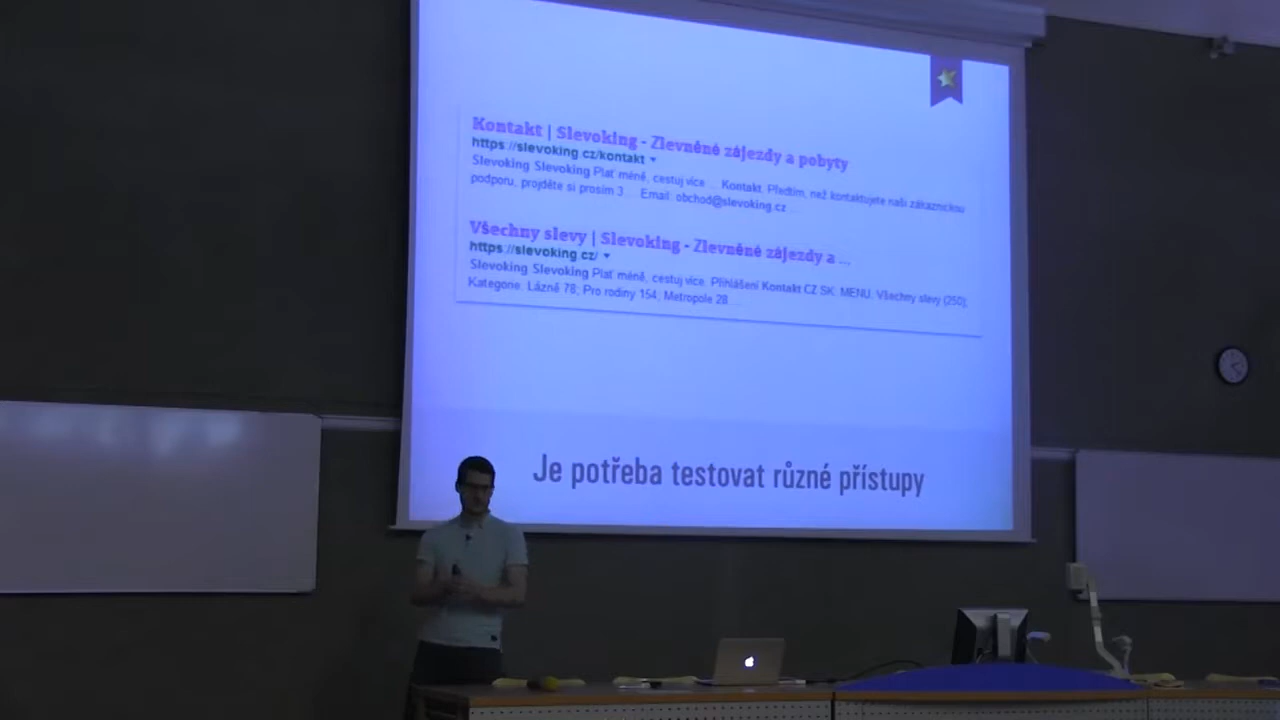 Kontakt | Slevoking - Zlevněné zájezdy a pobyty
https://slevoking.cz/kontakt
Slevoking Slevoking Plať méně, cestuj více ... Kontakt. Předtím, než kontaktujete naši zákaznickou
podporu, projděte si prosím 3... Email: obchod@slevoking.cz ...
Všechny slevy | Slevoking - Zlevněné zájezdy a ...
https://slevoking.cz/
Slevoking Slevoking Plať méně, cestuj více. Přihlášení Kontakt CZ SK. MENU. Všechny slevy (250);
Kategorie. Lázně 78; Pro rodiny 154; Metropole 28 ...
Je potřeba testovat různé přístupy